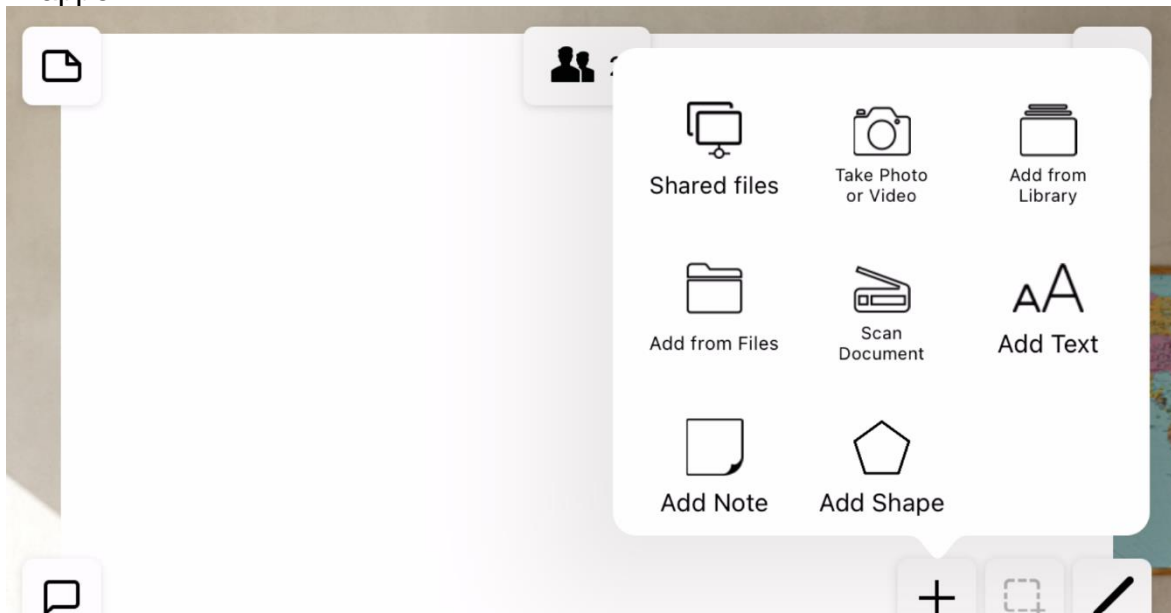 Shared files
Take Photo
or Video
Add from
Library
Add from Files
Scan
Document
Add Text
Add Note
Add Shape